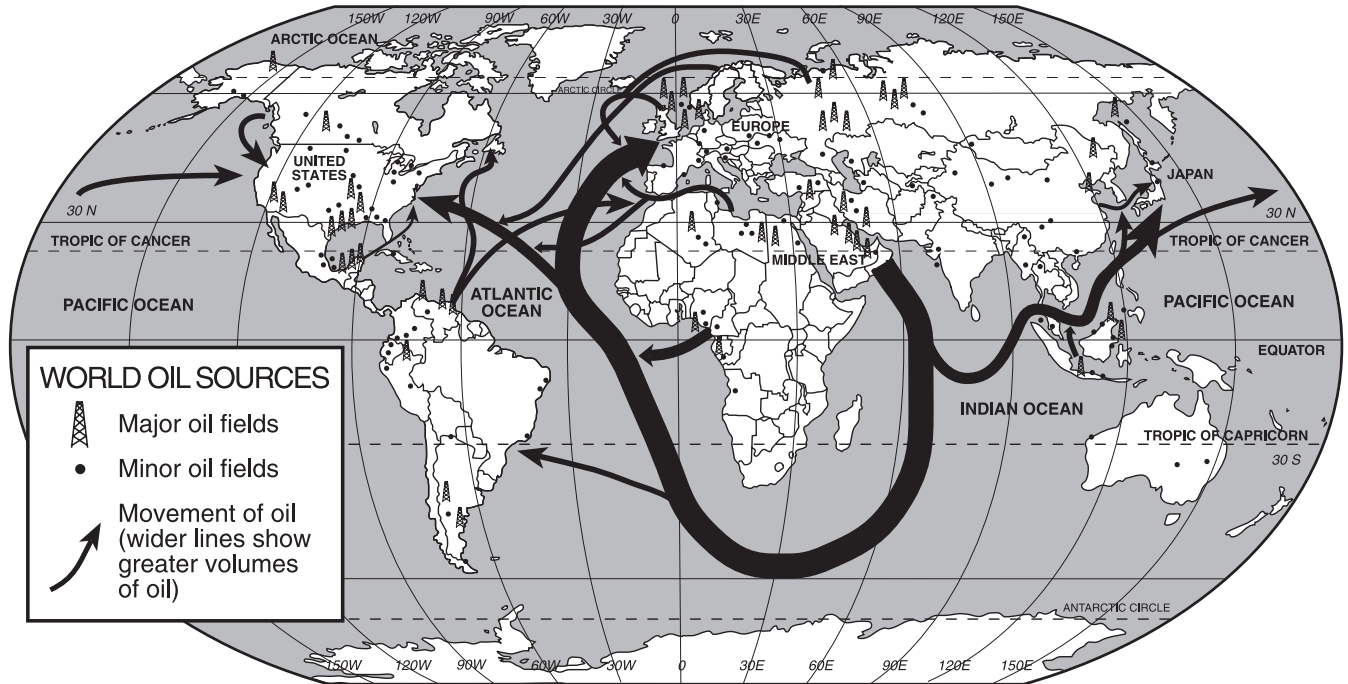 150W 120W 90W 60W 30W 0 30E 60E 90E 120E 150E
ARCTIC OCEAN
ARCTIC CIRCLE
EUROPE
UNITED
STATES
JAPAN
30 N
30 N
TROPIC OF CANCER
TROPIC OF CANCER
MIDDLE EAST
PACIFIC OCEAN
ATLANTIC
OCEAN
PACIFIC OCEAN
EQUATOR
WORLD OIL SOURCES
Major oil fields
Minor oil fields
Movement of oil
(wider lines show
greater volumes
of oil)
INDIAN OCEAN
TROPIC OF CAPRICORN
30 S
ANTARCTIC CIRCLE
150W 120W 90W 60W 30W 0 30E 60E 90E 120E 150E